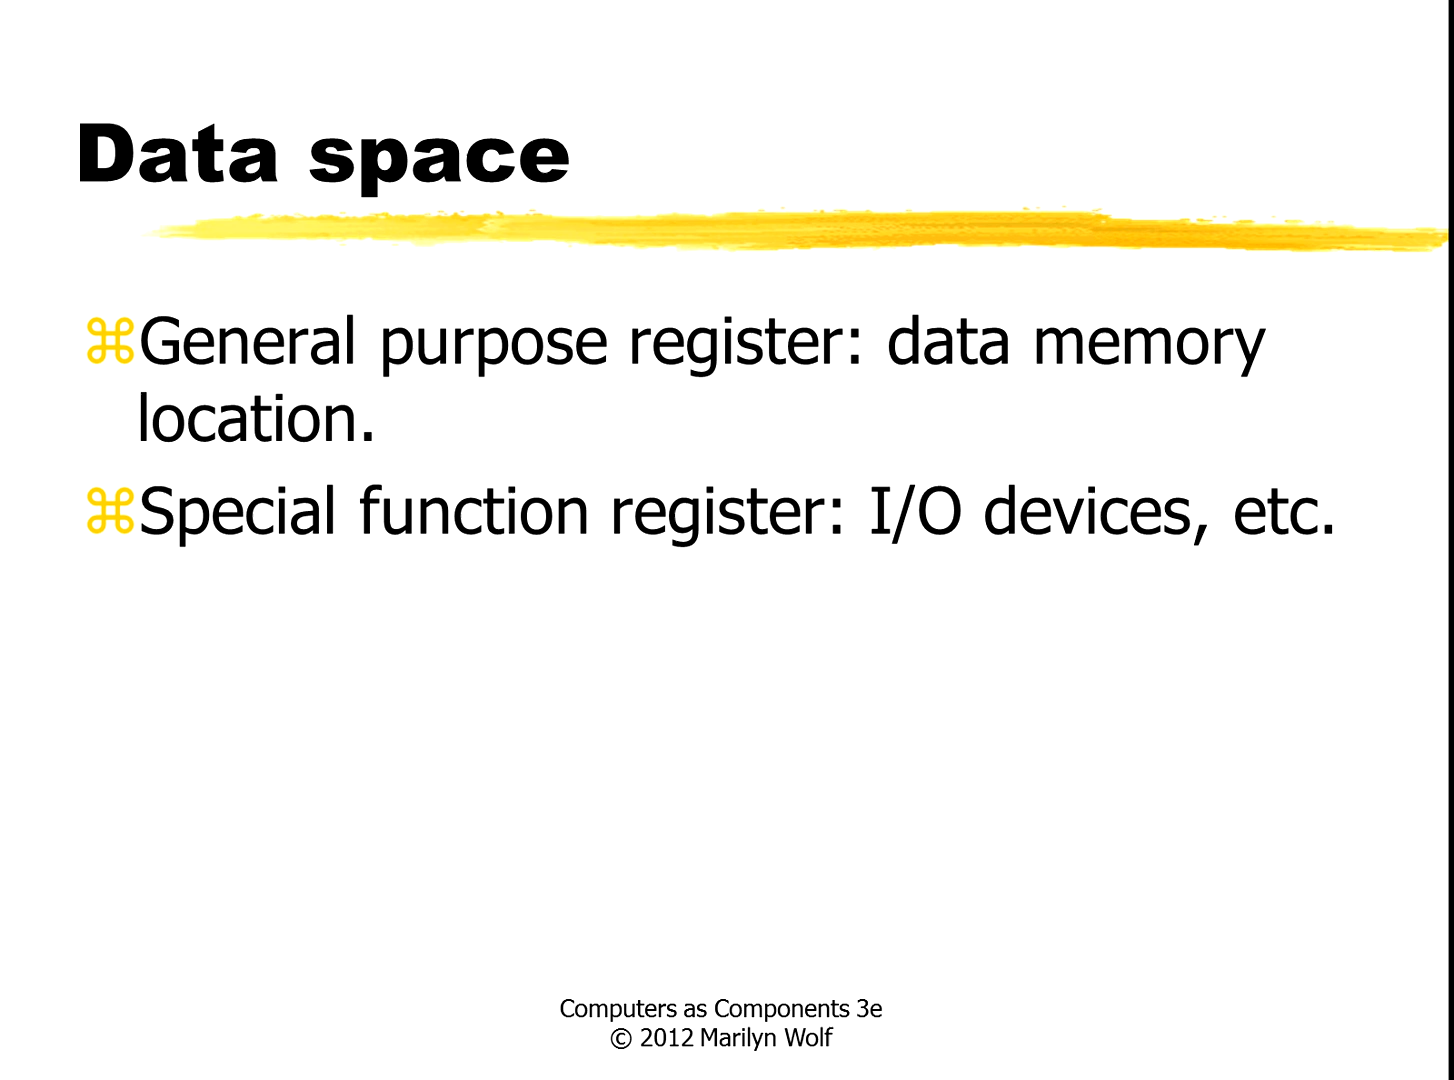 Data space
⌘General purpose register: data memory
location.
⌘Special function register: I/O devices, etc.
Computers as Components 3e
© 2012 Marilyn Wolf